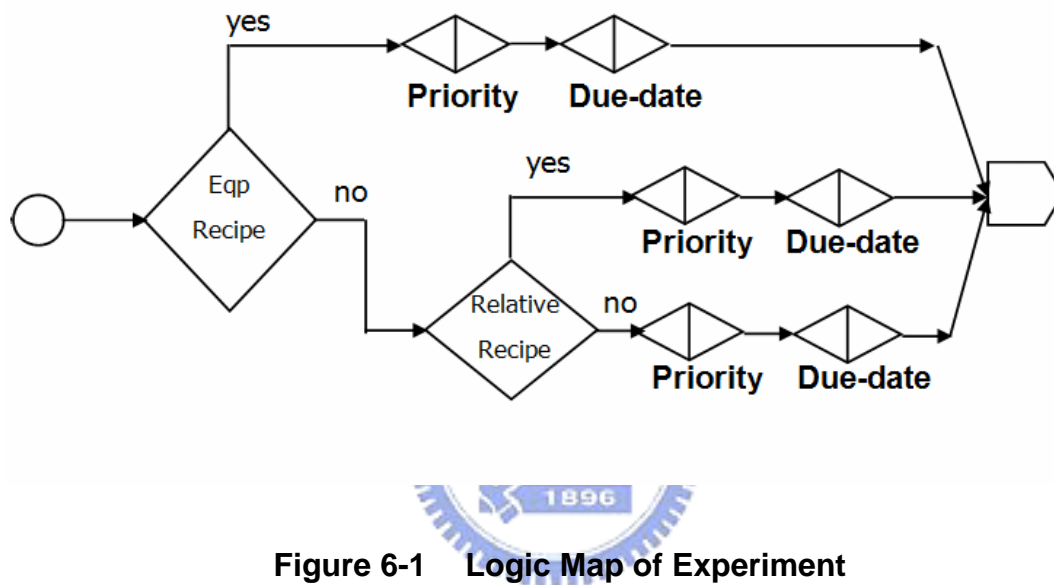 yes
Priority
Due-date
Eqp
Recipe
no
yes
Priority
Due-date
Relative
Recipe
no
Priority
Due-date
1896
Figure 6-1 Logic Map of Experiment